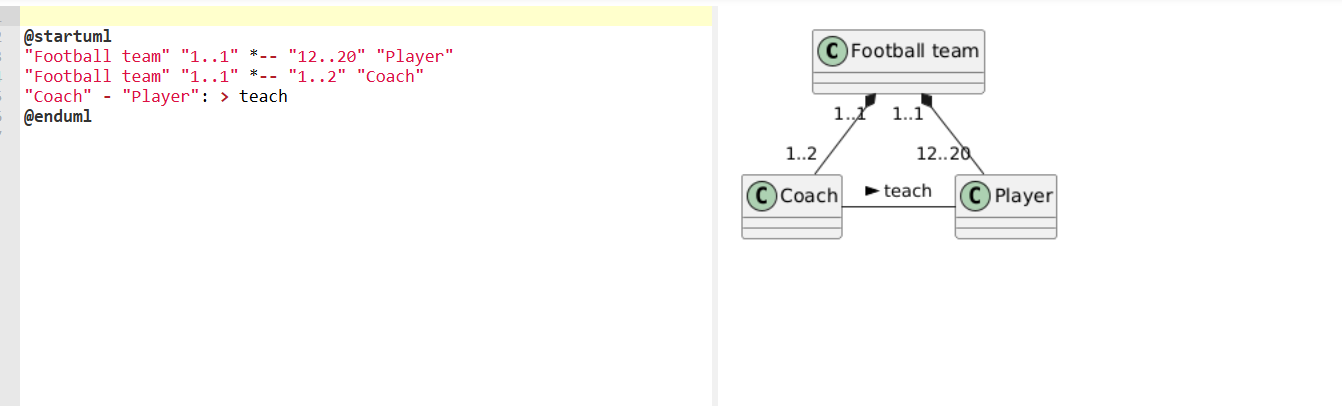 @startuml
"Football team" "1..1" *-- "12..20" "Player"
"Football team" "1..1" *-- "1..2" "Coach"
"Coach" - "Player": > teach
@enduml
C Football team
1..1 1..1
1..2 12..20
C Coach
teach
C Player